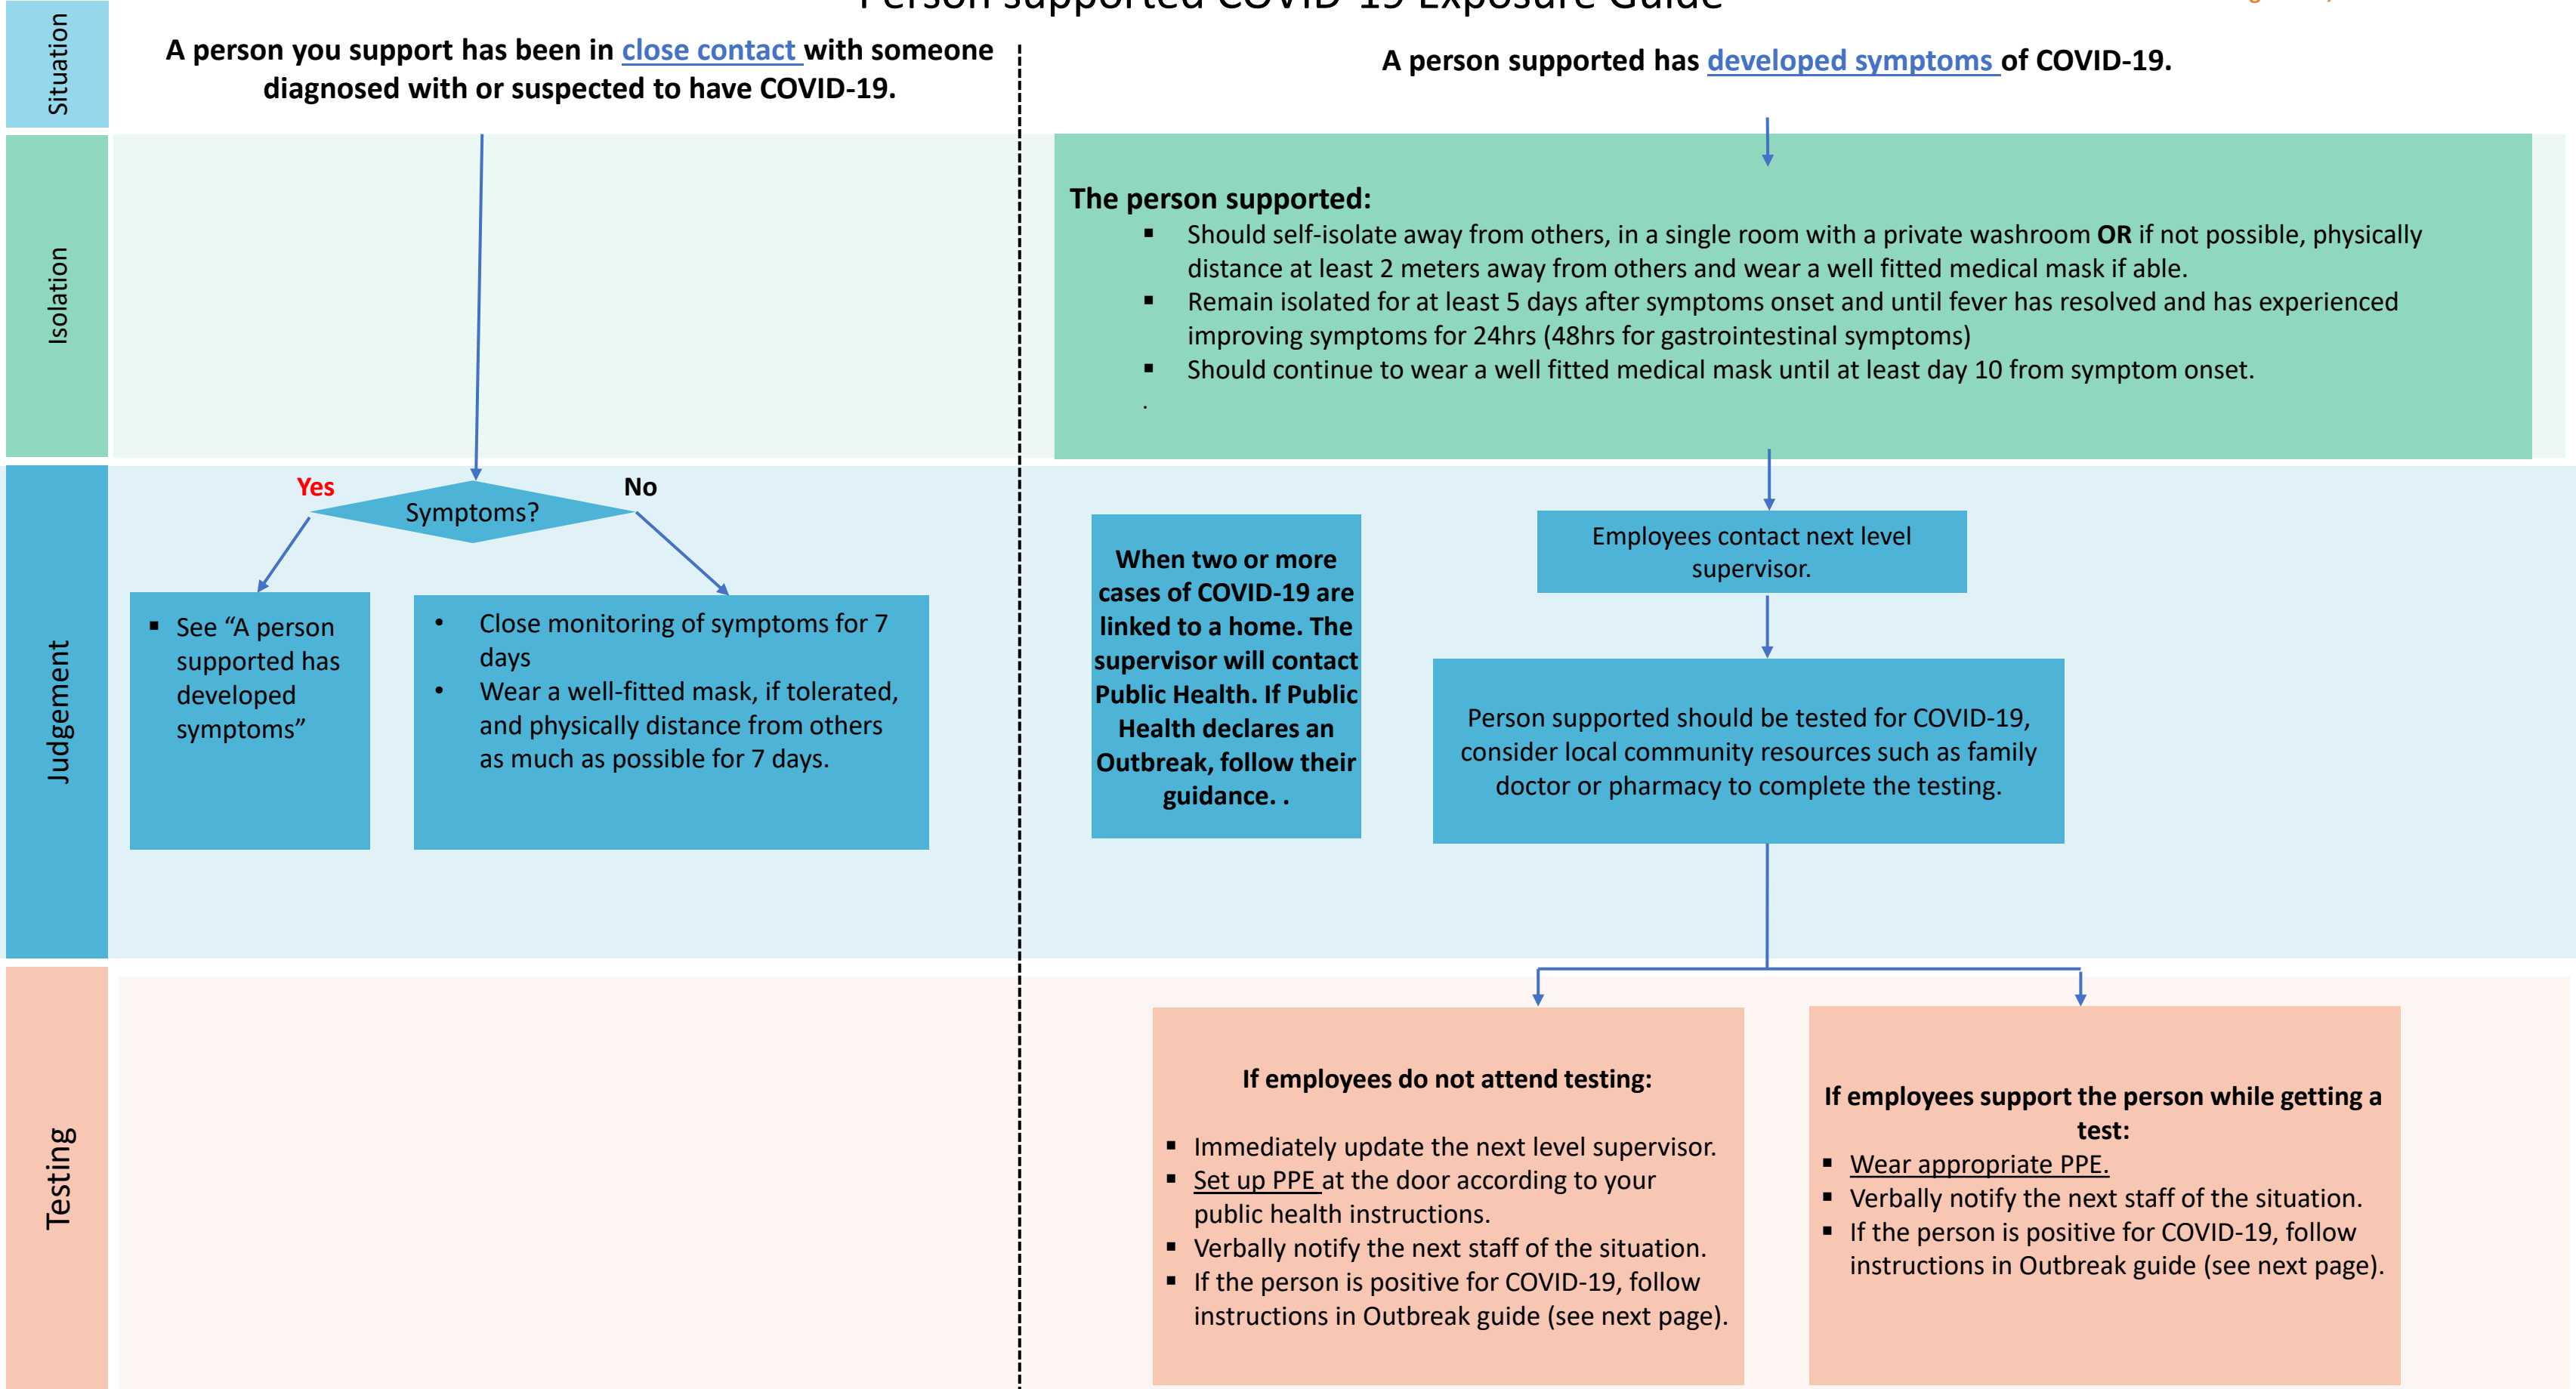 Person supported COVID-19 Exposure Guide
Situation
A person you support has been in close contact with someone
diagnosed with or suspected to have COVID-19.
A person supported has developed symptoms of COVID-19.
Isolation
The person supported:
▪ Should self-isolate away from others, in a single room with a private washroom OR if not possible, physically
distance at least 2 meters away from others and wear a well fitted medical mask if able.
▪ Remain isolated for at least 5 days after symptoms onset and until fever has resolved and has experienced
improving symptoms for 24hrs (48hrs for gastrointestinal symptoms)
▪ Should continue to wear a well fitted medical mask until at least day 10 from symptom onset.
.
Judgement
Yes
No
Symptoms?
▪ See “A person
supported has
developed
symptoms”
• Close monitoring of symptoms for 7
days
• Wear a well-fitted mask, if tolerated,
and physically distance from others
as much as possible for 7 days.
When two or more
cases of COVID-19 are
linked to a home. The
supervisor will contact
Public Health. If Public
Health declares an
Outbreak, follow their
guidance. .
Employees contact next level
supervisor.
Person supported should be tested for COVID-19,
consider local community resources such as family
doctor or pharmacy to complete the testing.
Testing
If employees do not attend testing:
▪ Immediately update the next level supervisor.
▪ Set up PPE at the door according to your
public health instructions.
▪ Verbally notify the next staff of the situation.
▪ If the person is positive for COVID-19, follow
instructions in Outbreak guide (see next page).
If employees support the person while getting a
test:
▪ Wear appropriate PPE.
▪ Verbally notify the next staff of the situation.
▪ If the person is positive for COVID-19, follow
instructions in Outbreak guide (see next page).